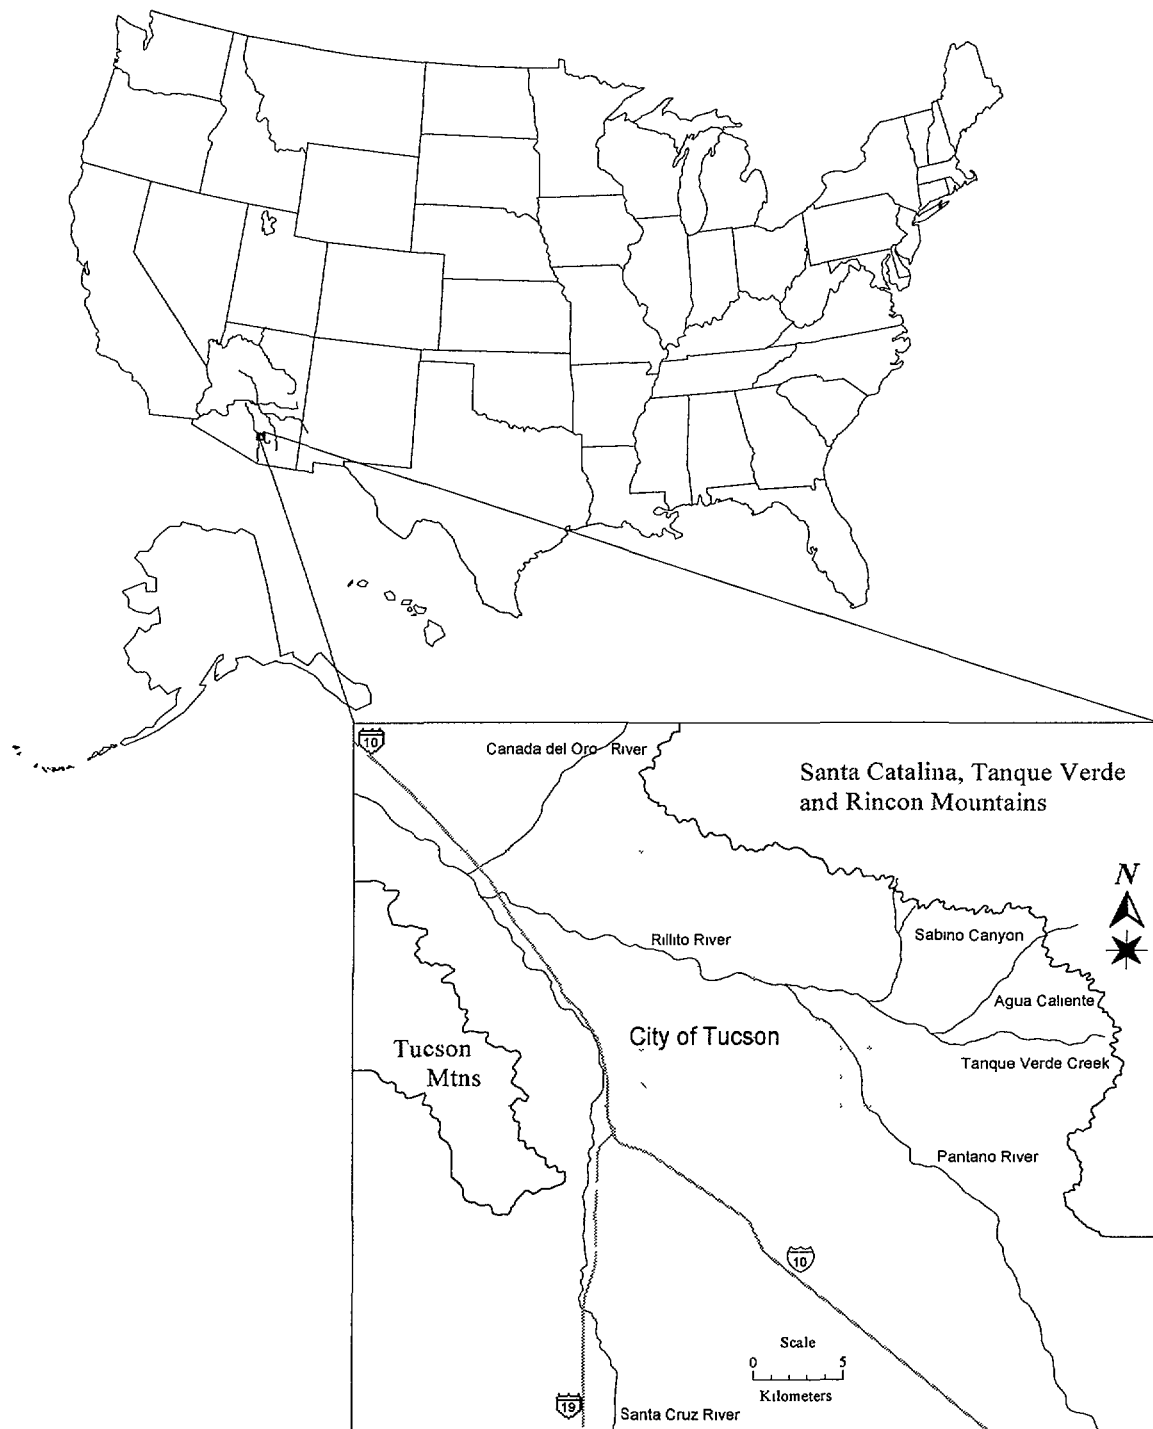 10
Canada del Oro River
Santa Catalina, Tanque Verde
and Rincon Mountains
N
Rillito River
Sabino Canyon
Agua Caliente
City of Tucson
Tucson
Mtns
Tanque Verde Creek
Pantano River
10
Scale
0 5
Kilometers
19
Santa Cruz River